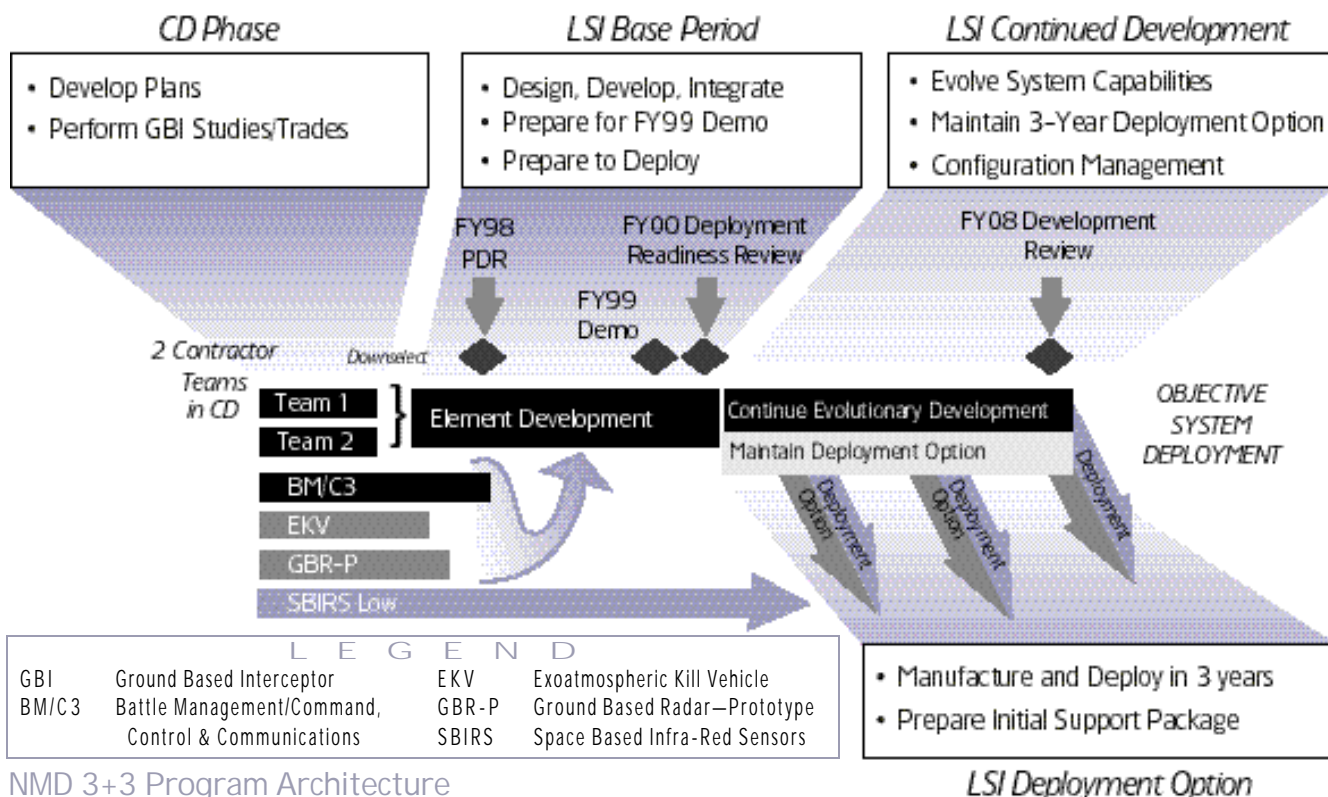 CD Phase
• Develop Plans
• Perform GBI Studies/Trades
LSI Base Period
• Design, Develop, Integrate
• Prepare for FY99 Demo
• Prepare to Deploy
LSI Continued Development
• Evolve System Capabilities
• Maintain 3-Year Deployment Option
• Configuration Management
FY98
PDR
FY00 Deployment
Readiness Review
FY99
Demo
FY08 Development
Review
2 Contractor
Teams
in CD
Downselect
Team 1
Team 2
Element Development
Continue Evolutionary Development
Maintain Deployment Option
OBJECTIVE
SYSTEM
DEPLOYMENT
BM/C3
EKV
GBR-P
SBIRS Low
Deployment
Option
Deployment
Option
Deployment
LEGEND
GBI Ground Based Interceptor
BM/C3 Battle Management/Command,
Control & Communications
EKV Exoatmospheric Kill Vehicle
GBR-P Ground Based Radar—Prototype
SBIRS Space Based Infra-Red Sensors
• Manufacture and Deploy in 3 years
• Prepare Initial Support Package
LSI Deployment Option
NMD 3+3 Program Architecture